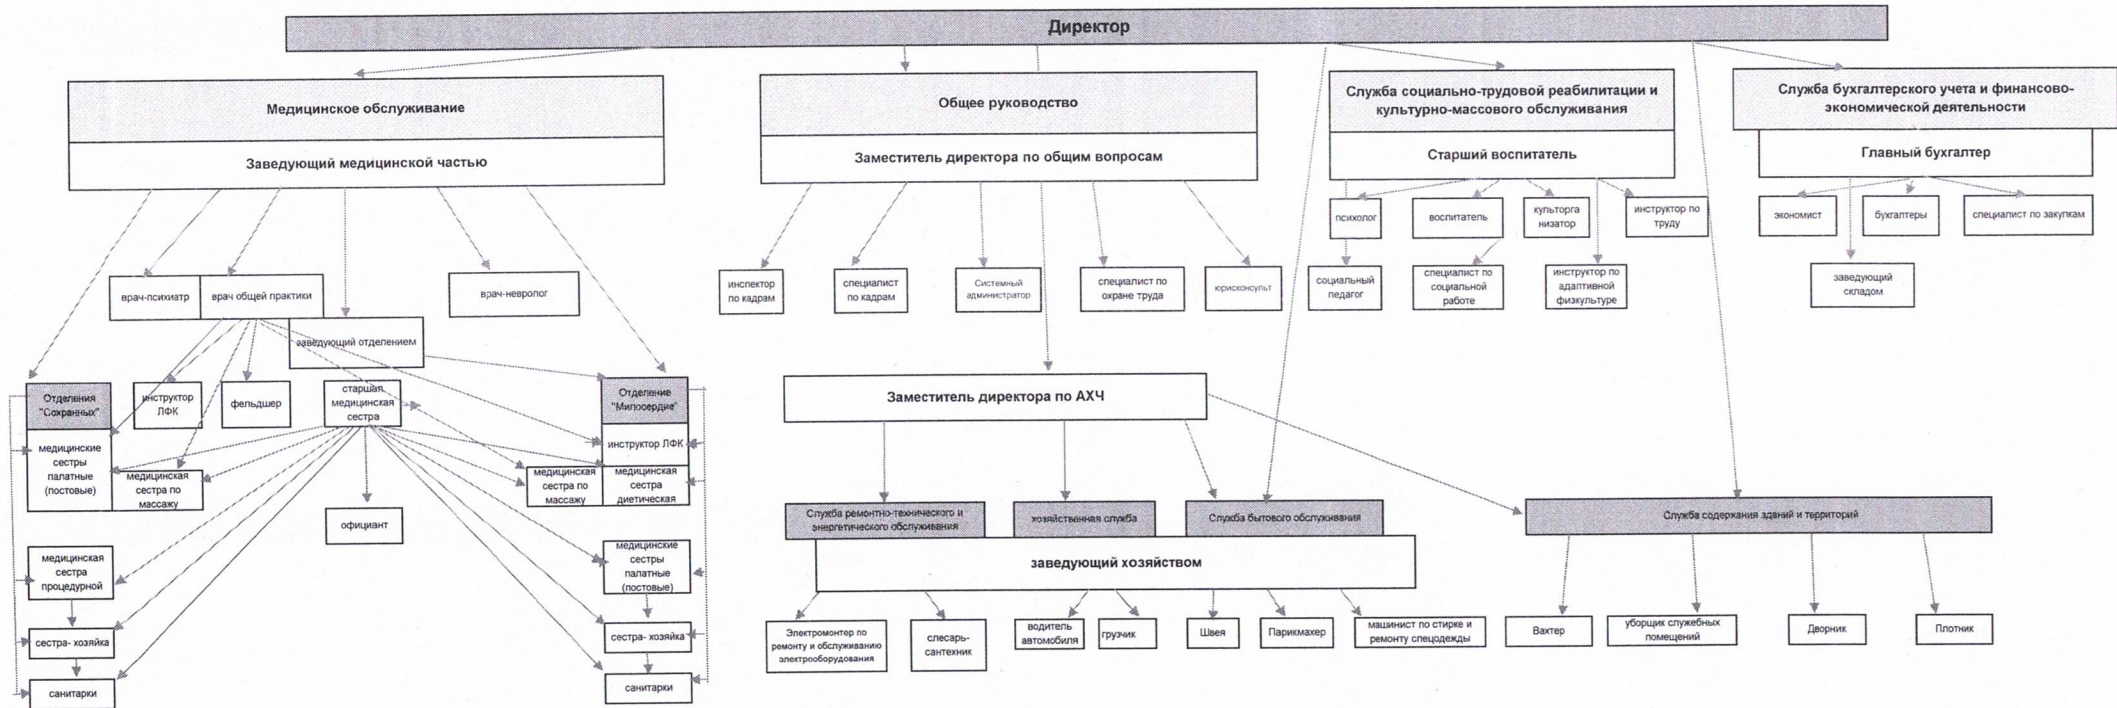 Директор
Медицинское обслуживание
Заведующий медицинской частью
Общее руководство
Заместитель директора по общим вопросам
Служба социально-трудовой реабилитации и
культурно-массового обслуживания
Старший воспитатель
Служба бухгалтерского учета и финансово-
экономической деятельности
Главный бухгалтер
психолог
воспитатель
культорга
низатор
инструктор по
труду
экономист
бухгалтеры
специалист по закупкам
врач-психиатр
врач общей практики
врач-невролог
инспектор
по кадрам
специалист
по кадрам
Системный
администратор
специалист по
охране труда
юрисконсульт
социальный
педагог
специалист по
социальной
работе
инструктор по
адаптивной
физкультуре
заведующий
складом
заведующий отделением
Отделения
"Сохранных"
инструктор
ЛФК
фельдшер
старшая
медицинская
сестра
Отделение
"Милосердие"
Заместитель директора по АХЧ
медицинские
сестры
палатные
(постовые)
медицинская
сестра по
массажу
инструктор ЛФК
медицинская
сестра по
массажу
медицинская
сестра
диетическая
официант
Служба ремонтно-технического и
энергетического обслуживания
хозяйственная служба
Служба бытового обслуживания
Служба содержания зданий и территорий
заведующий хозяйством
медицинская
сестра
процедурной
медицинские
сестры
палатные
(постовые)
сестра- хозяйка
сестра- хозяйка
санитарки
санитарки
Электромонтер по
ремонту и обслуживанию
электрооборудования
слесарь-
сантехник
водитель
автомобиля
грузчик
Швея
Парикмахер
машинист по стирке и
ремонту спецодежды
Вахтер
уборщик служебных
помещений
Дворник
Плотник